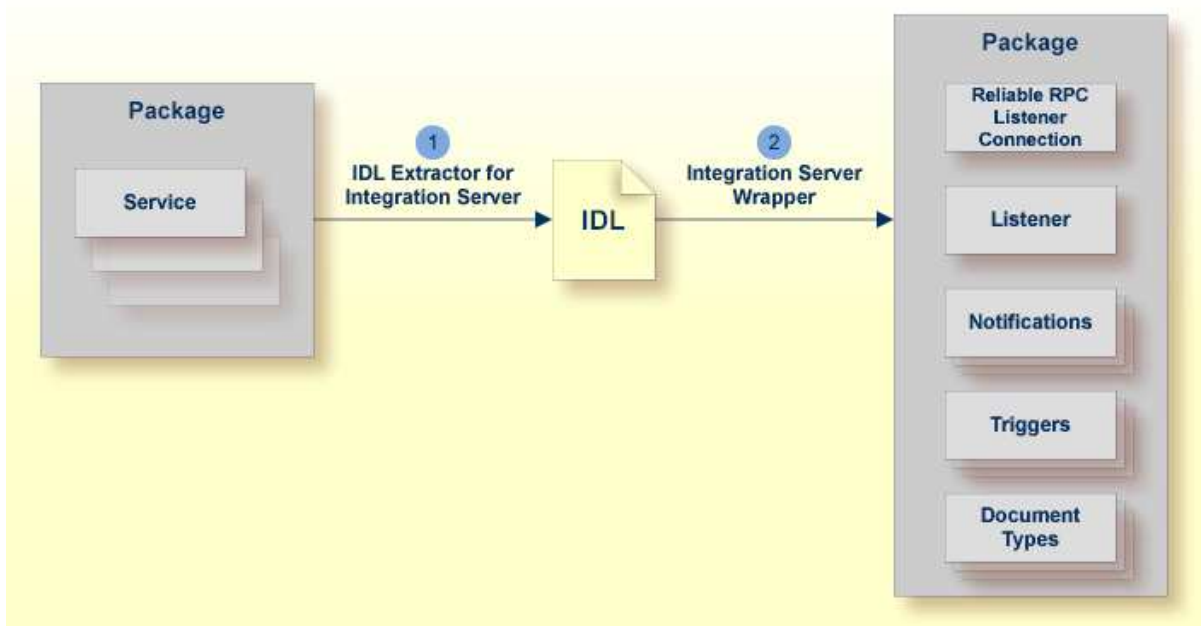 Package
Service
1
IDL Extractor for
Integration Server
IDL
2
Integration Server
Wrapper
Package
Reliable RPC
Listener
Connection
Listener
Notifications
Triggers
Document
Types